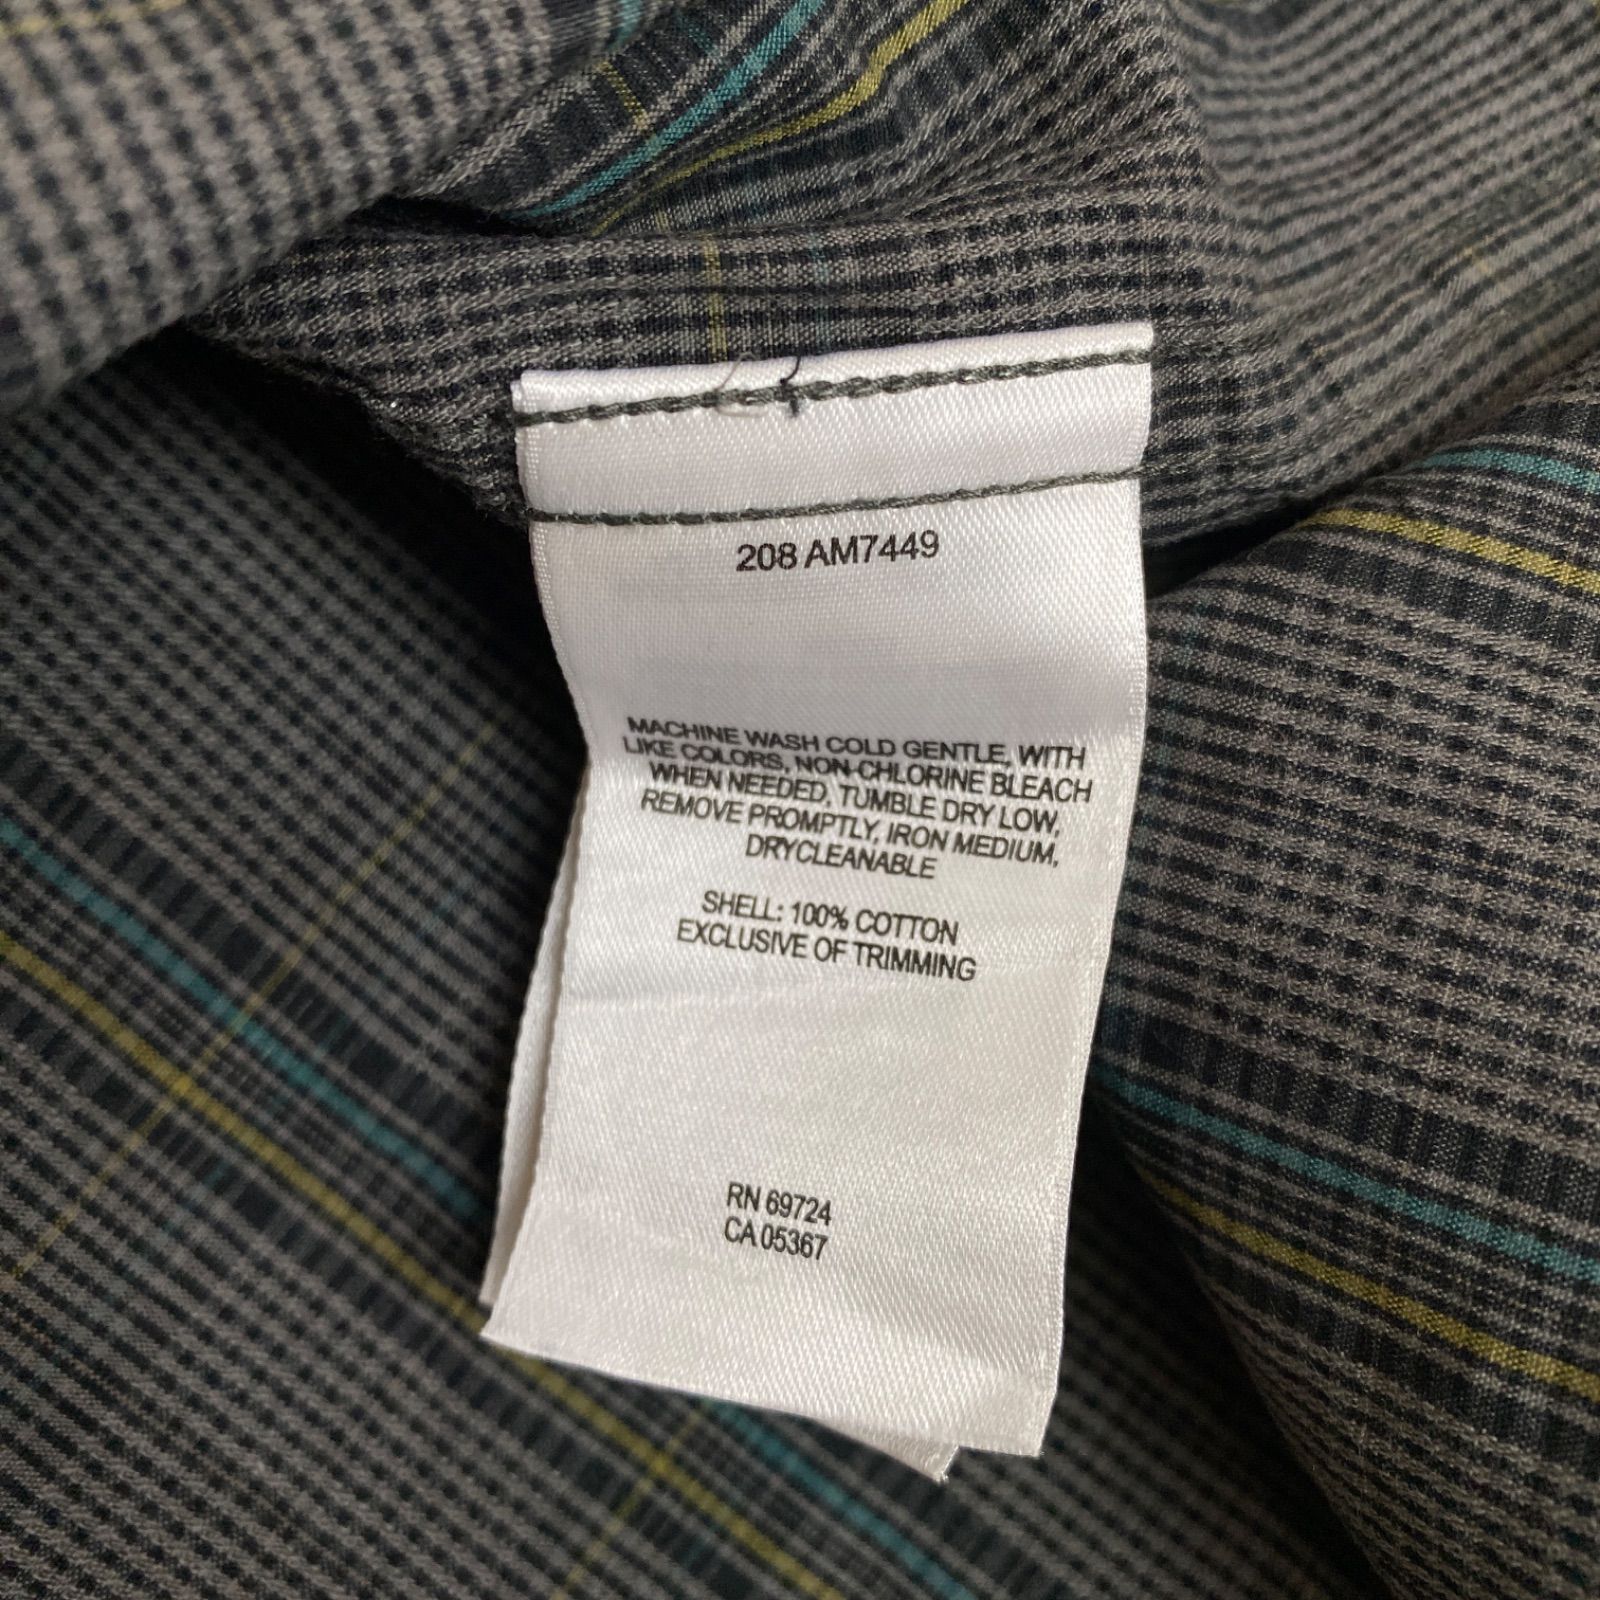 208 AM7449
MACHINE WASH COLD GENTLE, WITH
LIKE COLORS, NON-CHLORINE BLEACH
WHEN NEEDED, TUMBLE DRY LOW,
REMOVE PROMPTLY, IRON MEDIUM,
DRYCLEANABLE
SHELL: 100% COTTON
EXCLUSIVE OF TRIMMING
RN 69724
CA 05367